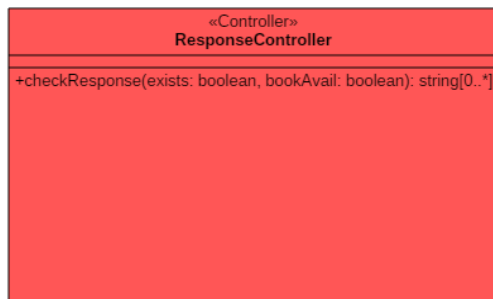 «Controller»
ResponseController
+checkResponse(exists: boolean, bookAvail: boolean): string[0..*]